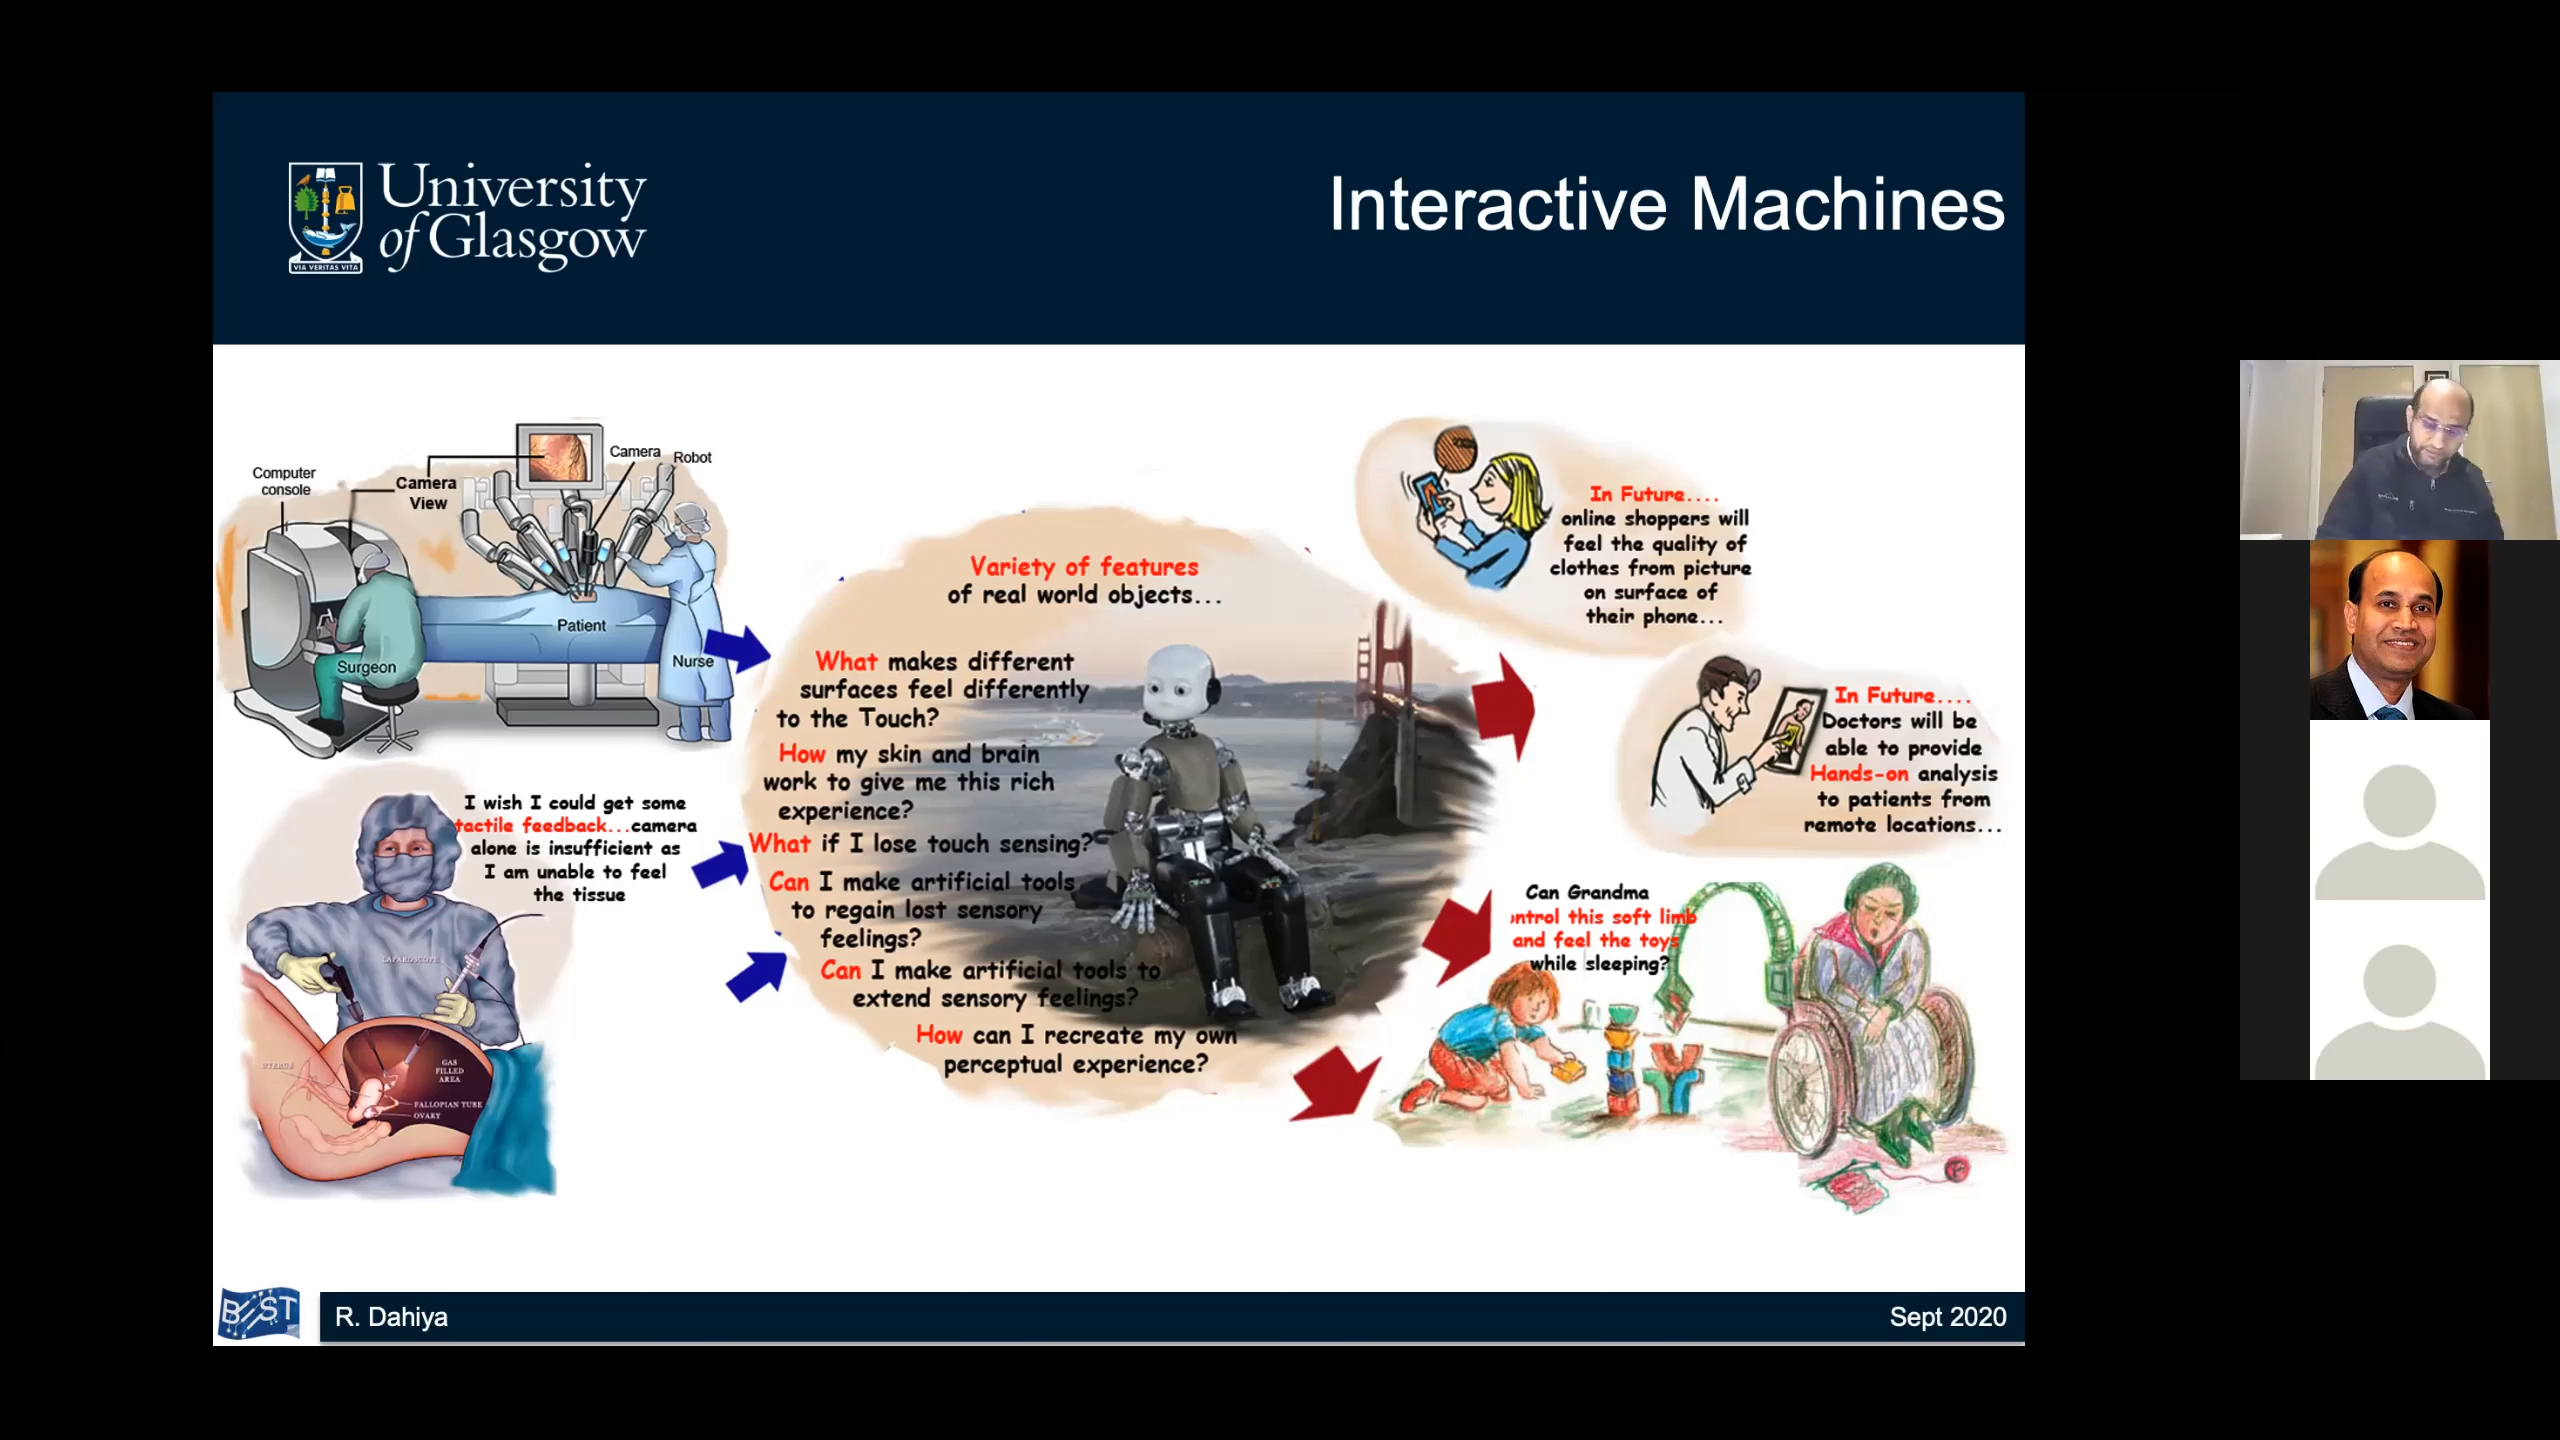 University
of Glasgow
VIA VERITAS VITA
Interactive Machines
Computer
console
Camera
View
Camera
Robot
Patient
Surgeon
Nurse
I wish I could get some
tactile feedback...camera
alone is insufficient as
I am unable to feel
the tissue
LAPAROSCOPE
UTERUS
GAS
FILLED
AREA
FALLOPIAN TUBE
OVARY
Variety of features
of real world objects...
What makes different
surfaces feel differently
to the Touch?
How my skin and brain
work to give me this rich
experience?
What if I lose touch sensing?
Can I make artificial tools
to regain lost sensory
feelings?
Can I make artificial tools to
extend sensory feelings?
How can I recreate my own
perceptual experience?
In Future....
online shoppers will
feel the quality of
clothes from picture
on surface of
their phone...
In Future....
Doctors will be
able to provide
Hands-on analysis
to patients from
remote locations...
Can Grandma
ontrol this soft limb
and feel the toys
while sleeping?
BEST
R. Dahiya
Sept 2020